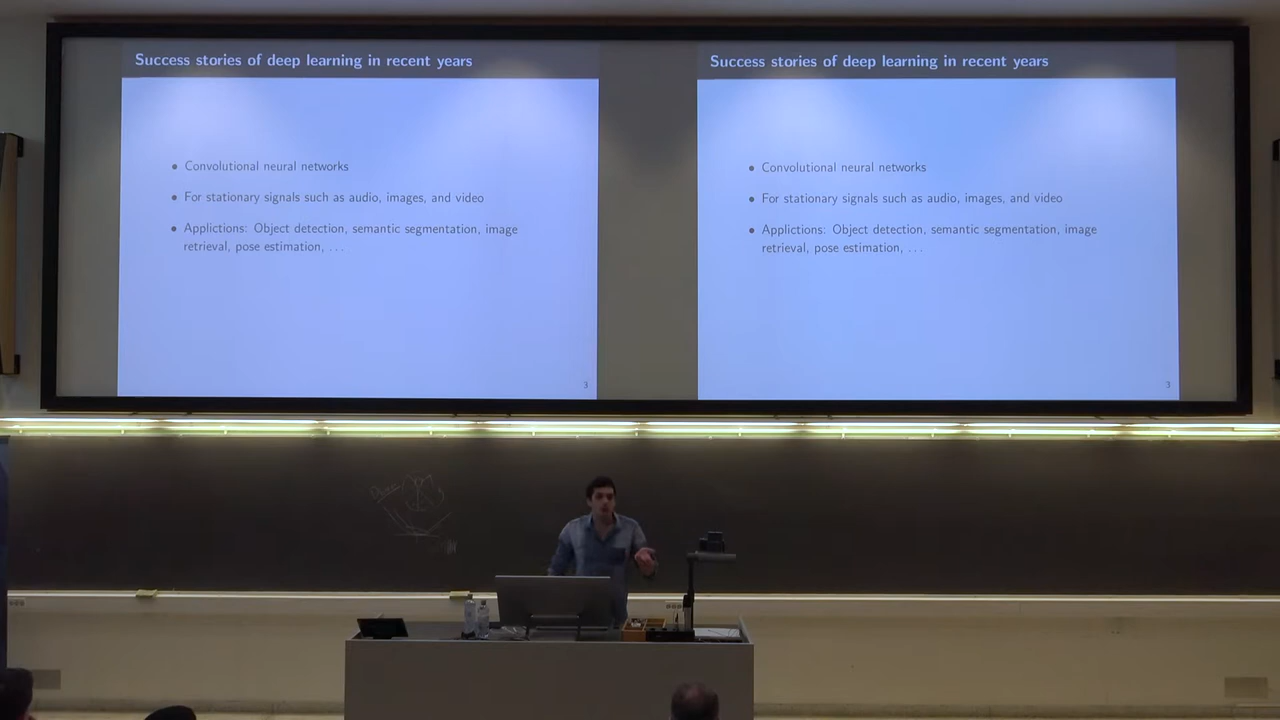 Success stories of deep learning in recent years
• Convolutional neural networks
• For stationary signals such as audio, images, and video
• Applictions: Object detection, semantic segmentation, image
retrieval, pose estimation, . . .
3
Success stories of deep learning in recent years
• Convolutional neural networks
• For stationary signals such as audio, images, and video
• Applictions: Object detection, semantic segmentation, image
retrieval, pose estimation, . . .
3